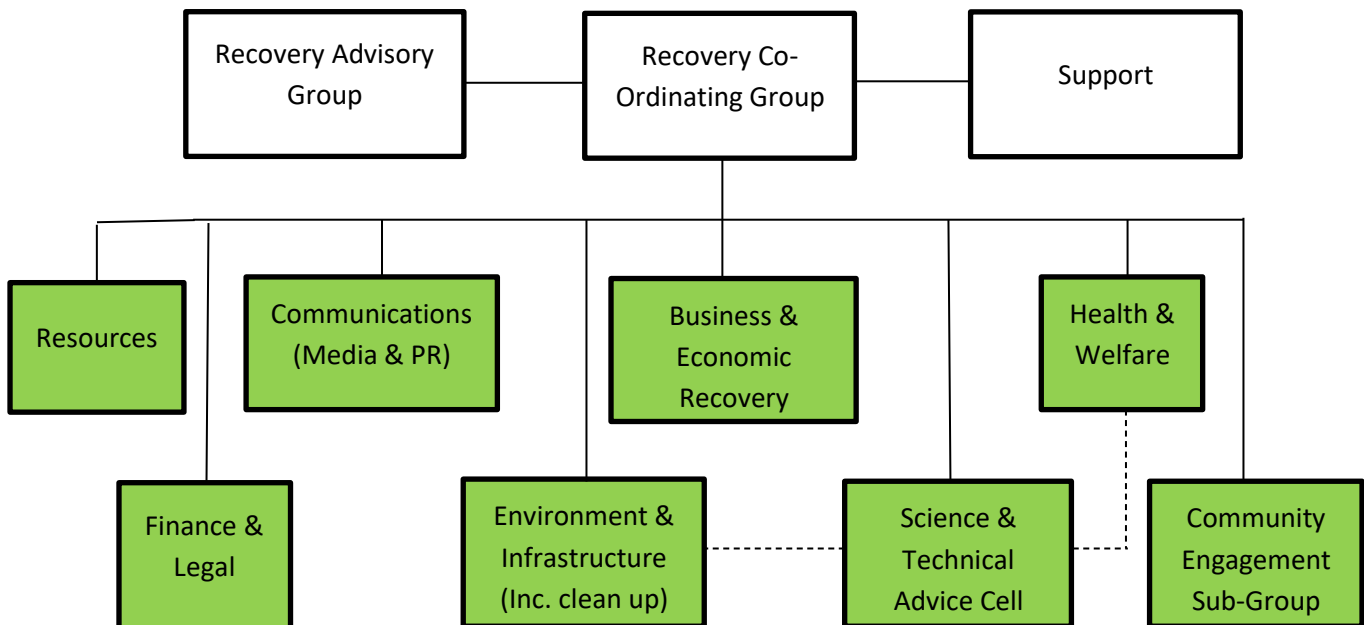 Recovery Advisory
Group
Recovery Co-
Ordinating Group
Support
Resources
Communications
(Media & PR)
Business &
Economic
Recovery
Health &
Welfare
Finance &
Legal
Environment &
Infrastructure
(Inc. clean up)
Science &
Technical
Advice Cell
Community
Engagement
Sub-Group